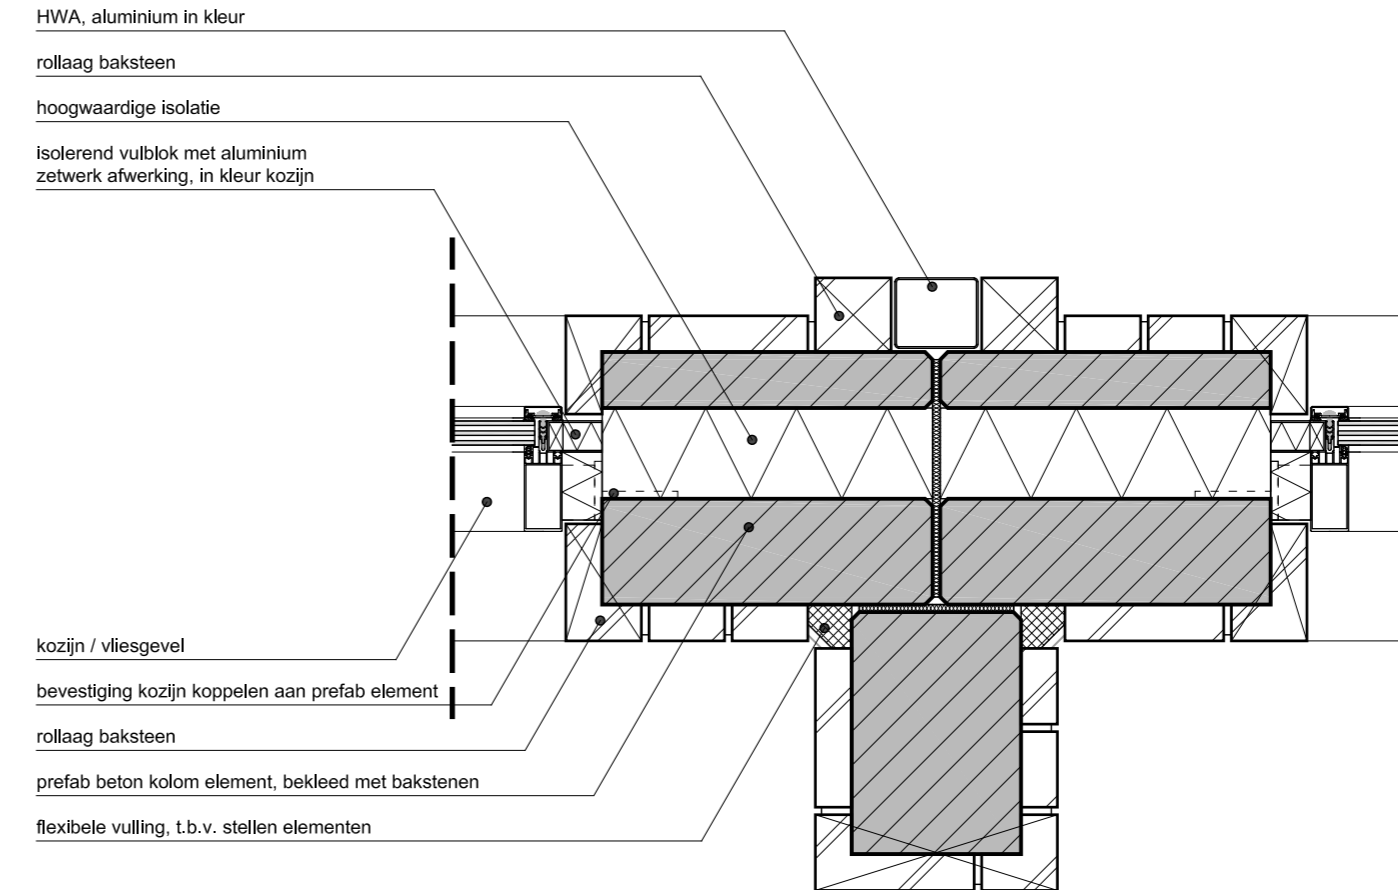 HWA, aluminium in kleur
rollaag baksteen
hoogwaardige isolatie
isolerend vulblok met aluminium
zetwerk afwerking, in kleur kozijn
kozijn / vliesgevel
bevestiging kozijn koppelen aan prefab element
rollaag baksteen
prefab beton kolom element, bekleed met bakstenen
flexibele vulling, t.b.v. stellen elementen